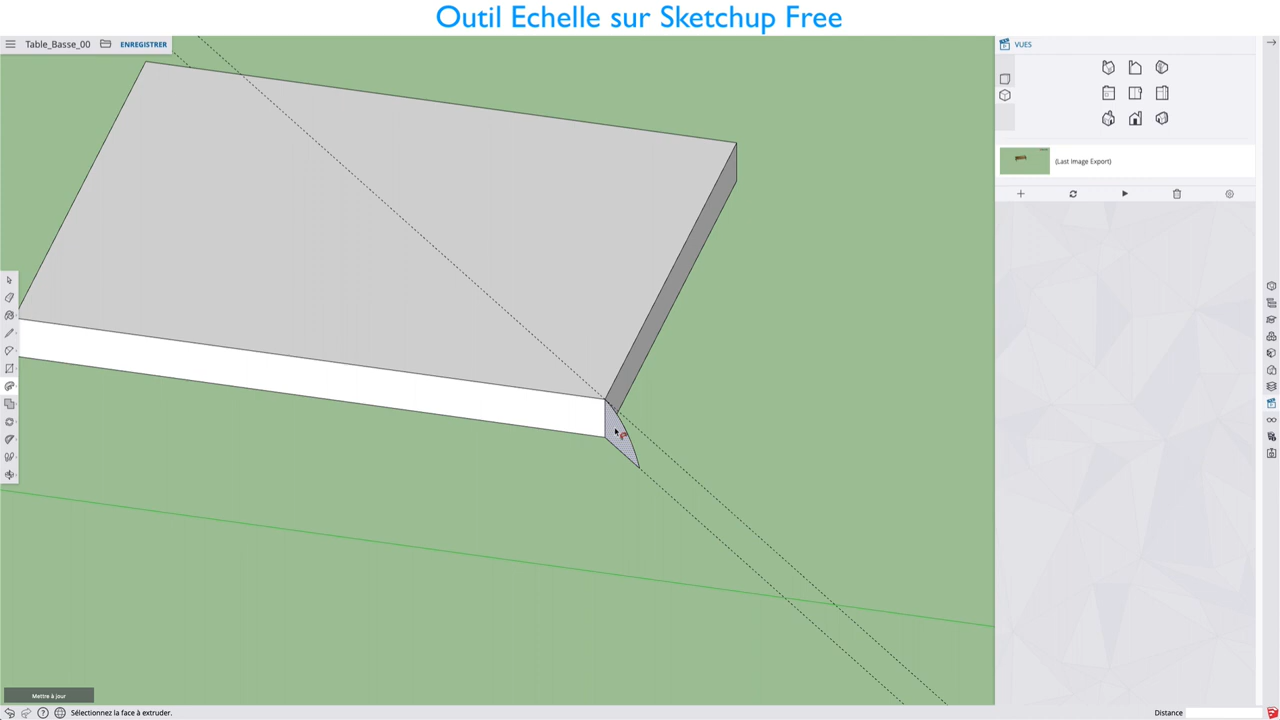 Outil Echelle sur Sketchup Free
Table_Basse_00 ENREGISTRER
VUES
(Last Image Export)
Mettre à jour
Sélectionnez la face à extruder.
Distance